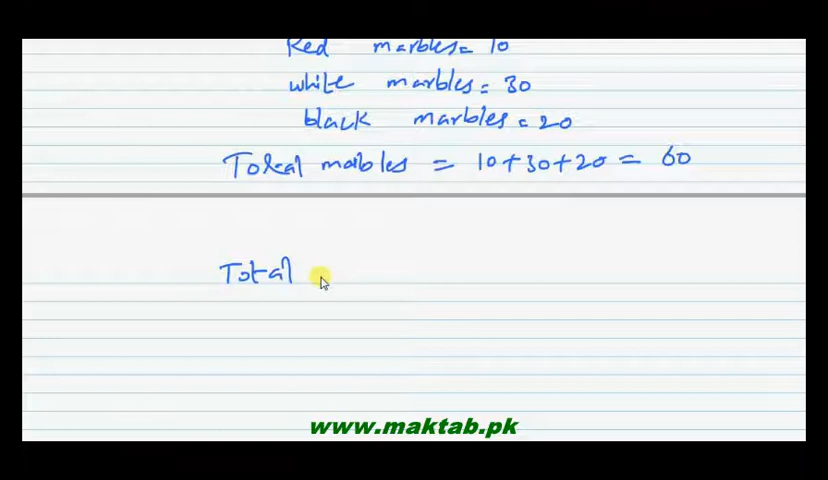 Red marbles = 10
white marbles = 30
black marbles = 20
Total marbles = 10+30+20 = 60
Total
www.maktab.pk